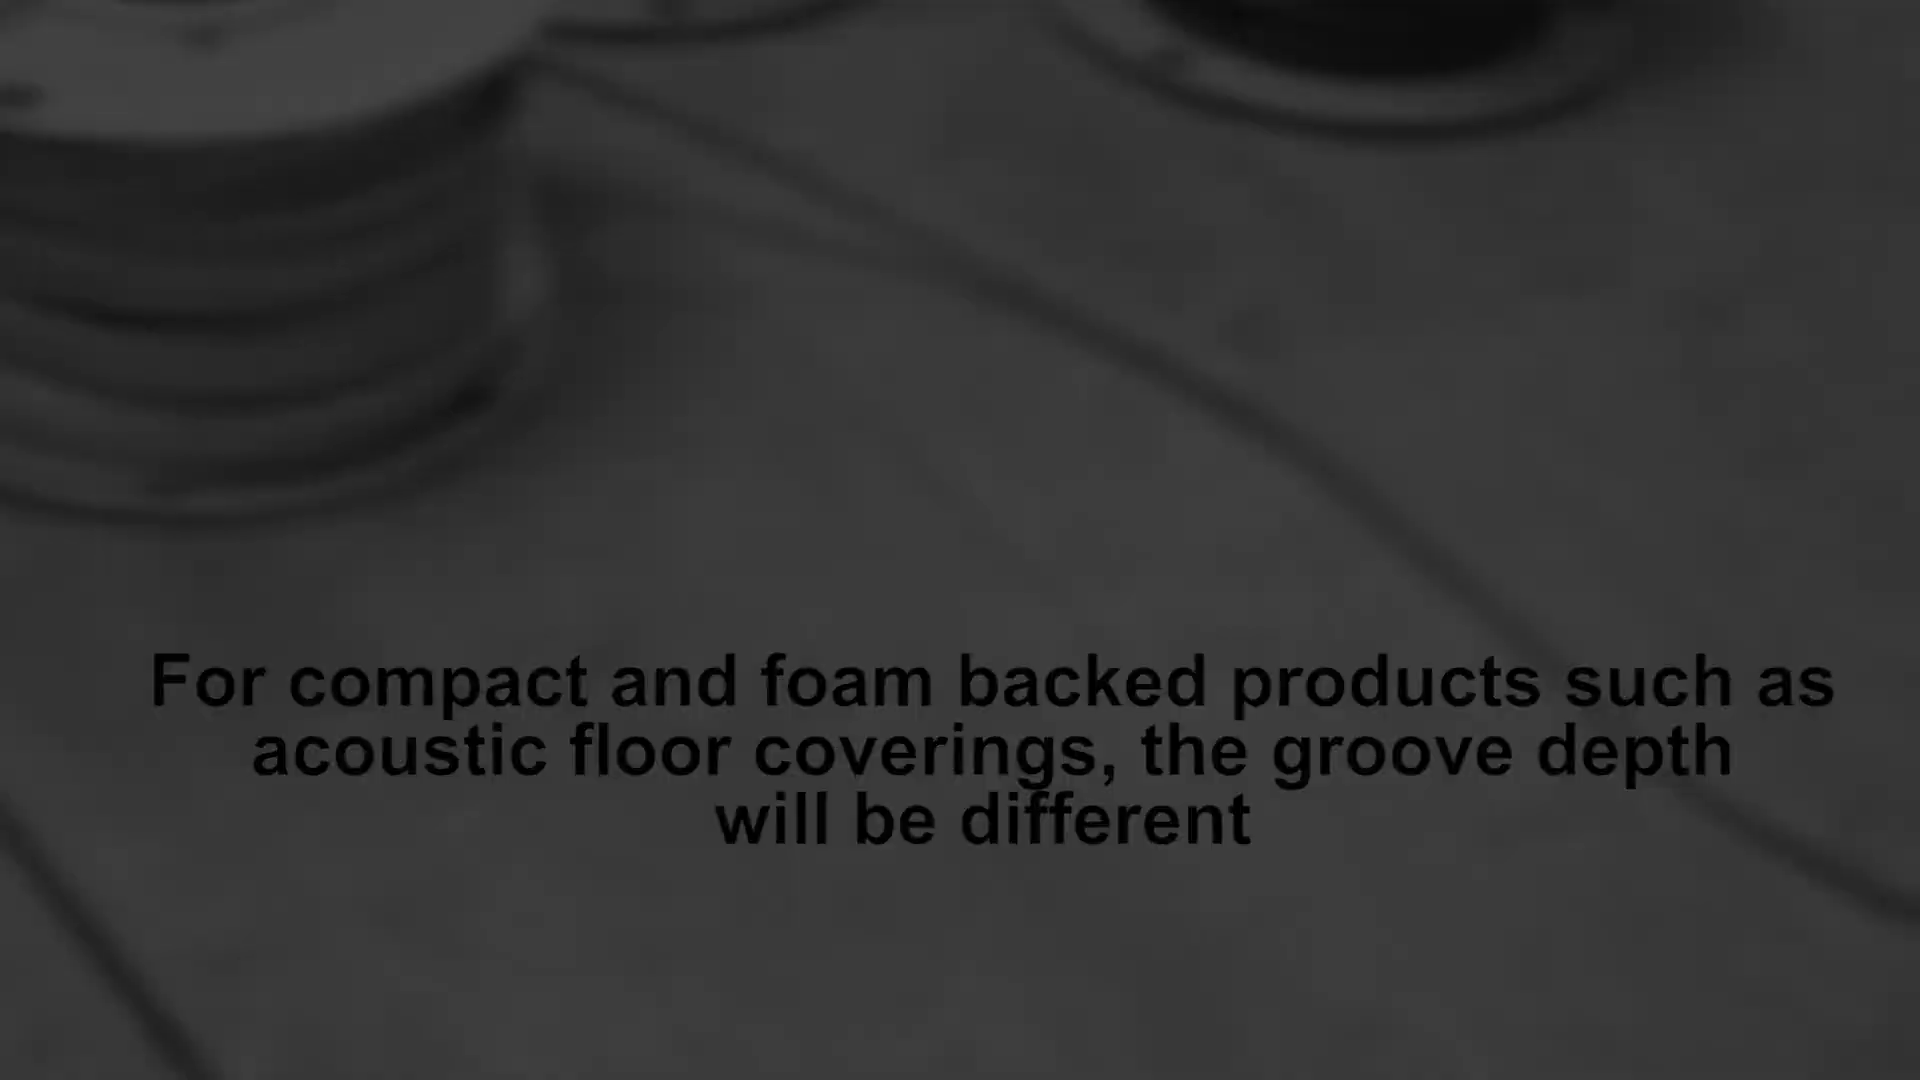 For compact and foam backed products such as
acoustic floor coverings, the groove depth
will be different